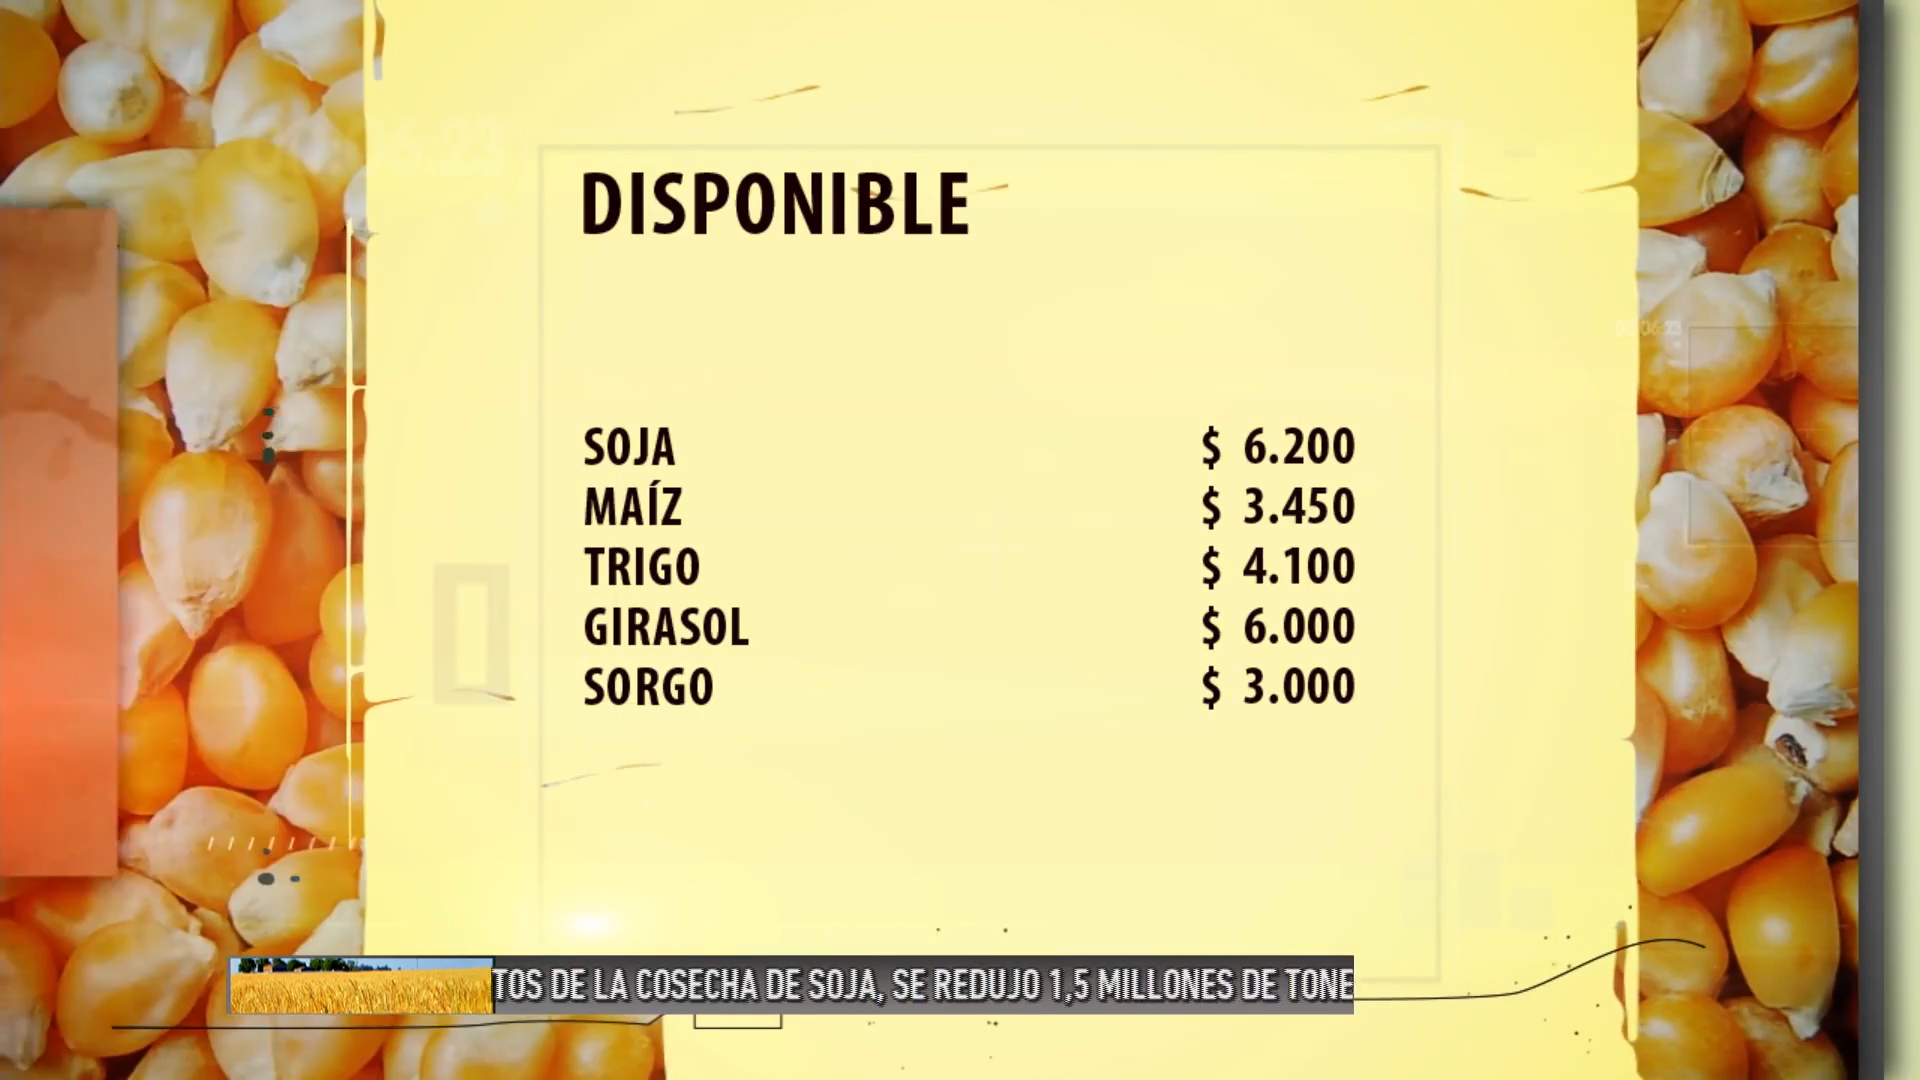 DISPONIBLE
SOJA $ 6.200
MAÍZ $ 3.450
TRIGO $ 4.100
GIRASOL $ 6.000
SORGO $ 3.000
TOS DE LA COSECHA DE SOJA, SE REDUJO 1,5 MILLONES DE TONE